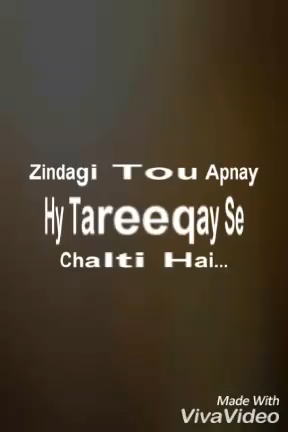 Zindagi Tou Apnay
Hy Tareeqay Se
Chalti Hai...
Made With
VivaVideo